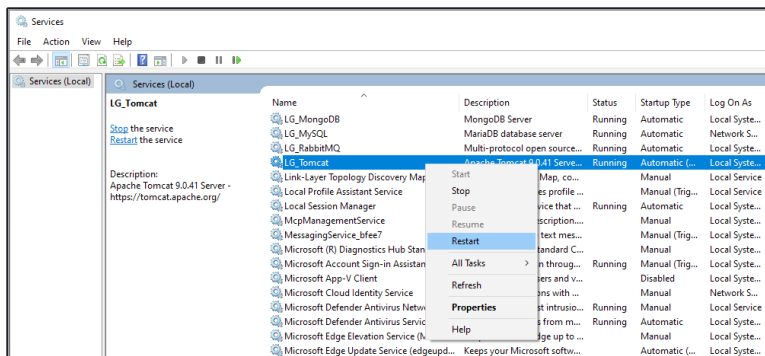 Services
File Action View Help
Services (Local)
Services (Local)
LG_Tomcat
Stop the service
Restart the service
Description:
Apache Tomcat 9.0.41 Server -
https://tomcat.apache.org/
Name Description Status Startup Type Log On As
LG_MongoDB MongoDB Server Running Automatic Local Syste...
LG_MySQL MariaDB database server Running Automatic Network S...
LG_RabbitMQ Multi-protocol open source... Running Automatic Local Syste...
LG_Tomcat Apache Tomcat 9.0.41 Serve... Running Automatic (... Local Syste...
Link-Layer Topology Discovery Map Map, co... Manual Local Service
Local Profile Assistant Service es profile ... Manual (Trig... Local Service
Local Session Manager vice that ... Running Automatic Local Syste...
McpManagementService escription.... Manual Local Syste...
MessagingService_bfee7 text mes... Manual (Trig... Local Syste...
Microsoft (R) Diagnostics Hub Stan tandard C... Manual Local Syste...
Microsoft Account Sign-in Assistan n throug... Running Manual (Trig... Local Syste...
Microsoft App-V Client sers and v... Disabled Local Syste...
Microsoft Cloud Identity Service ons with ... Manual Network S...
Microsoft Defender Antivirus Netw st intrusio... Running Manual Local Service
Microsoft Defender Antivirus Servic s from m... Running Automatic Local Syste...
Microsoft Edge Elevation Service (M dge up to ... Manual Local Syste...
Microsoft Edge Update Service (edgeupd... Keeps your Microsoft softw... Automatic (... Local Syste...
Start
Stop
Pause
Resume
Restart
All Tasks
Refresh
Properties
Help